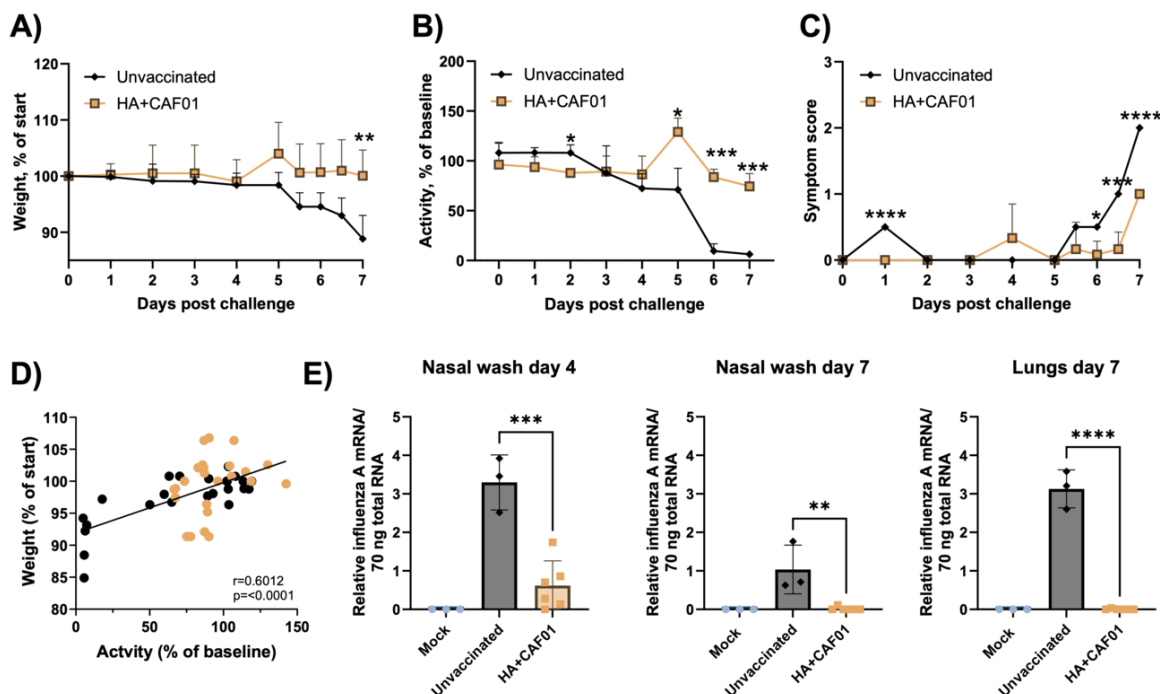 A)
120
110
100
90
Weight, % of start
Unvaccinated
HA+CAF01
**
0 1 2 3 4 5 6 7
Days post challenge
B)
200
150
100
50
0
Activity, % of baseline
Unvaccinated
HA+CAF01
*
*
***
***
0 1 2 3 4 5 6 7
Days post challenge
C)
3
2
1
0
Symptom score
Unvaccinated
HA+CAF01
****
*
***
****
0 1 2 3 4 5 6 7
Days post challenge
D)
110
105
100
95
90
85
80
Weight (% of start)
r=0.6012
p=<0.0001
0 50 100 150
Actvity (% of baseline)
E)
Nasal wash day 4
5
4
3
2
1
0
Relative influenza A mRNA/
70 ng total RNA
***
Mock
Unvaccinated
HA+CAF01
Nasal wash day 7
5
4
3
2
1
0
Relative influenza A mRNA/
70 ng total RNA
**
Mock
Unvaccinated
HA+CAF01
Lungs day 7
5
4
3
2
1
0
Relative influenza A mRNA/
70 ng total RNA
****
Mock
Unvaccinated
HA+CAF01